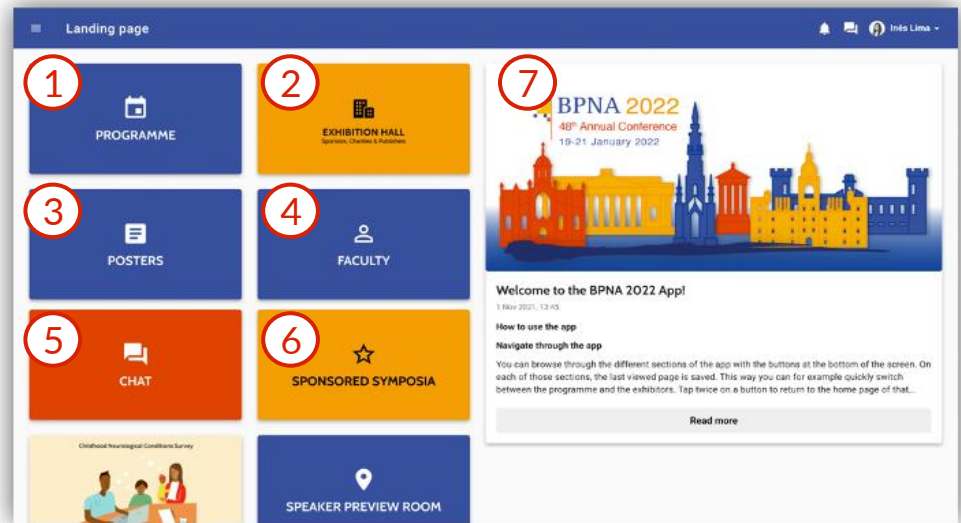 Landing page
Inês Lima
1
PROGRAMME
2
EXHIBITION HALL
Sponsors, Charities & Publishers
3
POSTERS
4
FACULTY
5
CHAT
6
SPONSORED SYMPOSIA
Childhood Neurological Conditions Survey
SPEAKER PREVIEW ROOM
7
BPNA 2022
48th Annual Conference
19-21 January 2022
Welcome to the BPNA 2022 App!
1 Nov 2021, 13:45
How to use the app
Navigate through the app
You can browse through the different sections of the app with the buttons at the bottom of the screen. On
each of those sections, the last viewed page is saved. This way you can for example quickly switch
between the programme and the exhibitors. Tap twice on a button to return to the home page of that...
Read more